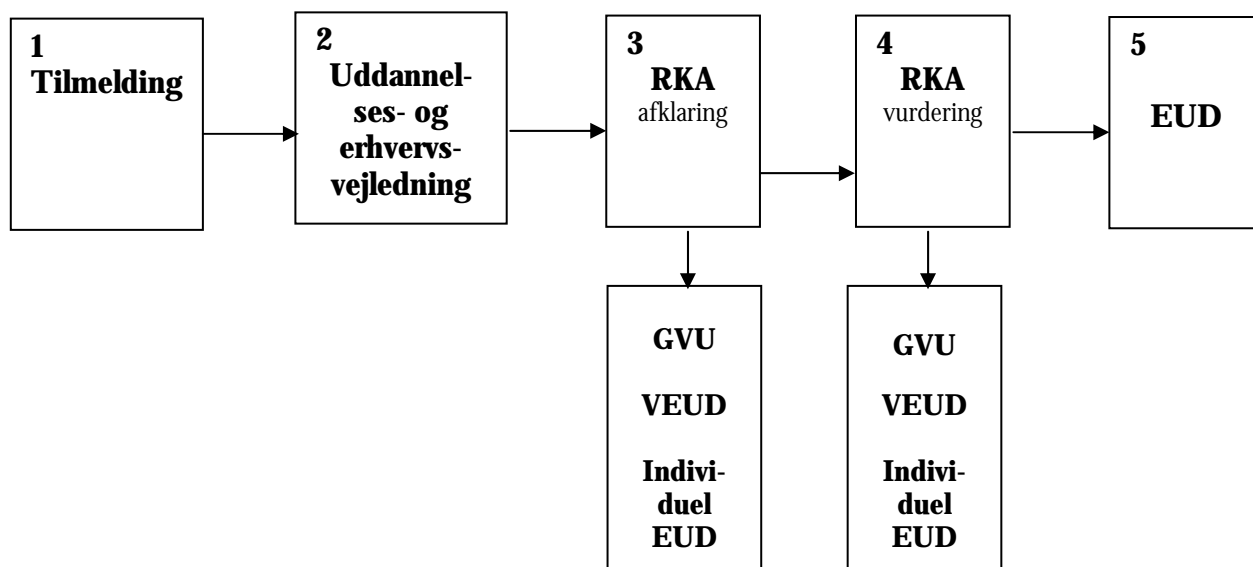 1
Tilmelding
2
Uddannel-
ses- og
erhvervs-
vejledning
3
RKA
afklaring
4
RKA
vurdering
5
EUD
GVU
VEUD
Indivi-
duel
EUD
GVU
VEUD
Indivi-
duel
EUD